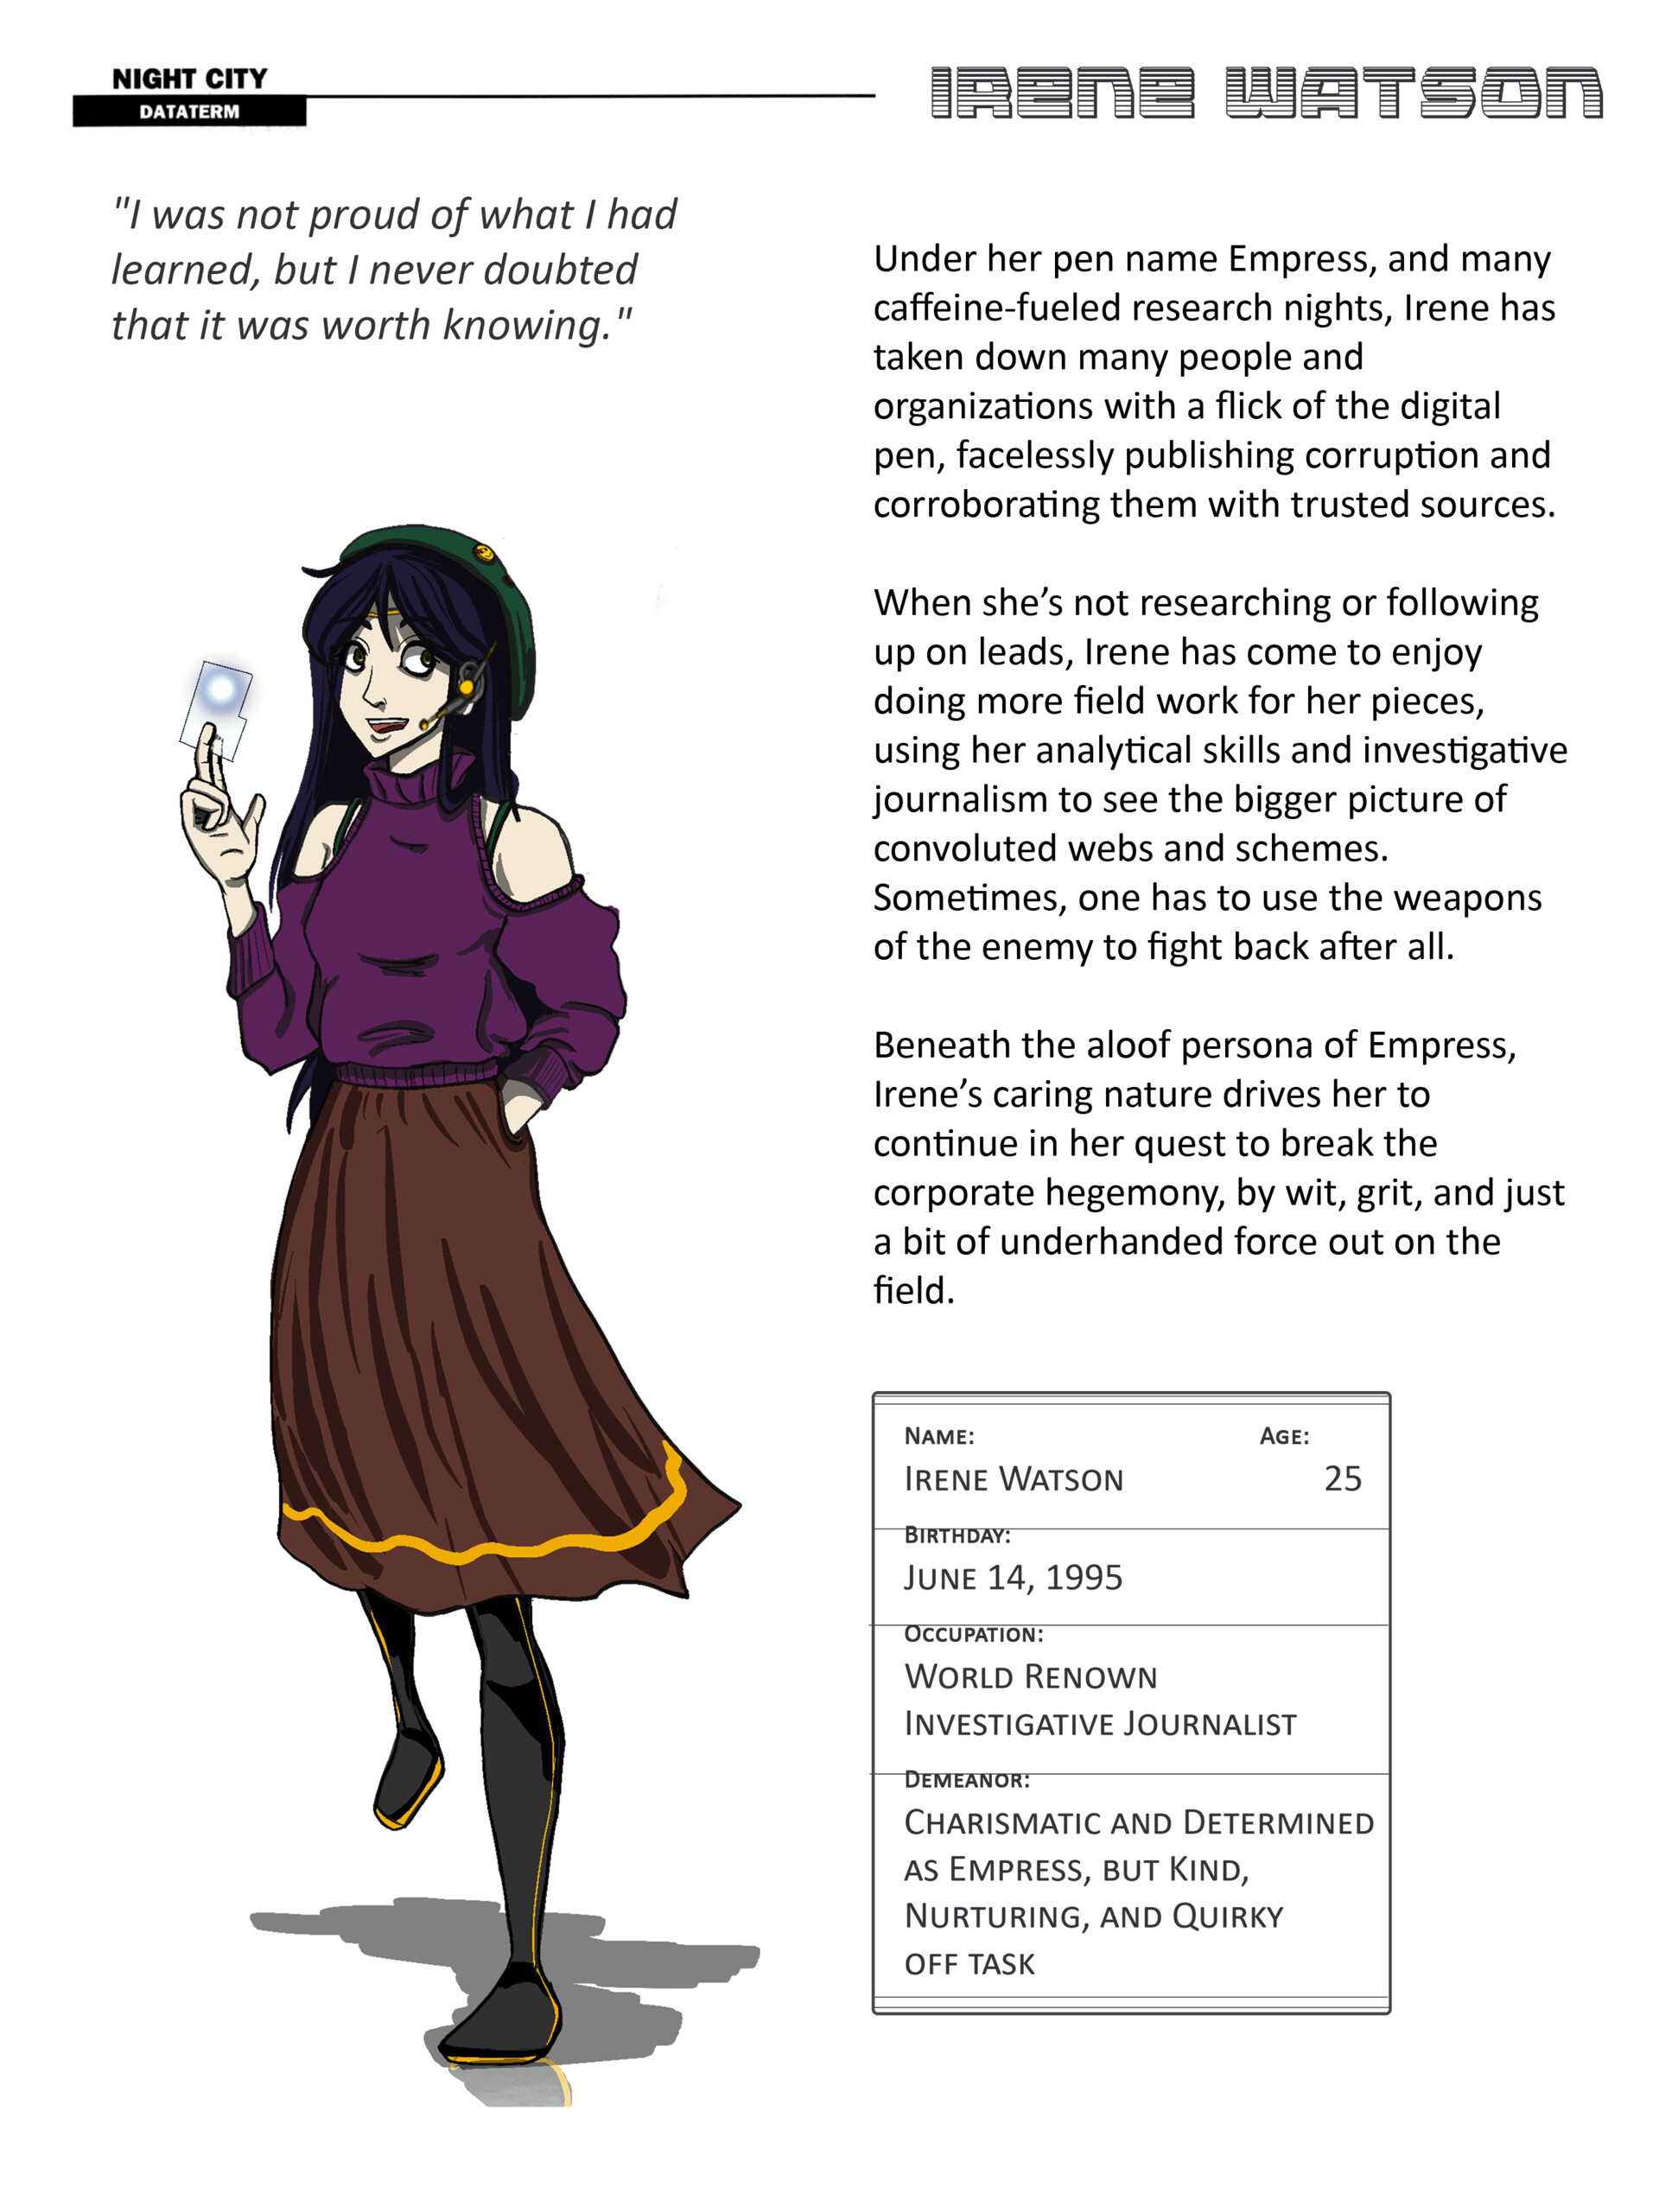 NIGHT CITY
DATATERM
IRENE WATSON
"I was not proud of what I had
learned, but I never doubted
that it was worth knowing."
Under her pen name Empress, and many
caffeine-fueled research nights, Irene has
taken down many people and
organizations with a flick of the digital
pen, facelessly publishing corruption and
corroborating them with trusted sources.
When she’s not researching or following
up on leads, Irene has come to enjoy
doing more field work for her pieces,
using her analytical skills and investigative
journalism to see the bigger picture of
convoluted webs and schemes.
Sometimes, one has to use the weapons
of the enemy to fight back after all.
Beneath the aloof persona of Empress,
Irene’s caring nature drives her to
continue in her quest to break the
corporate hegemony, by wit, grit, and just
a bit of underhanded force out on the
field.
Name: Age:
Irene Watson 25
Birthday:
June 14, 1995
Occupation:
World Renown
Investigative Journalist
Demeanor:
Charismatic and Determined
as Empress, but Kind,
Nurturing, and Quirky
off task